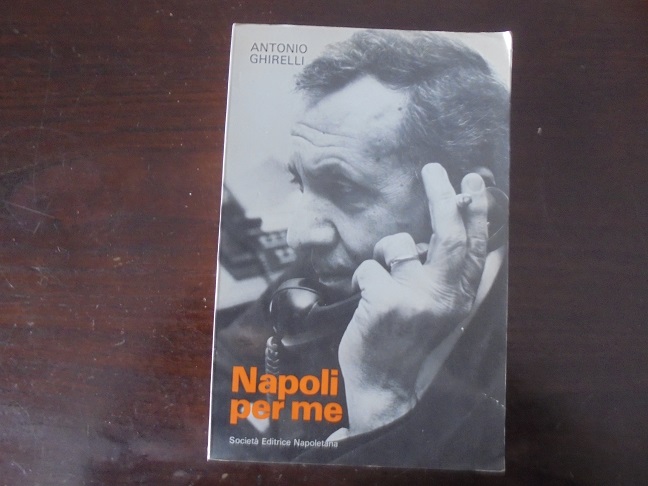 ANTONIO
GHIRELLI
Napoli
per me
Società Editrice Napoletana